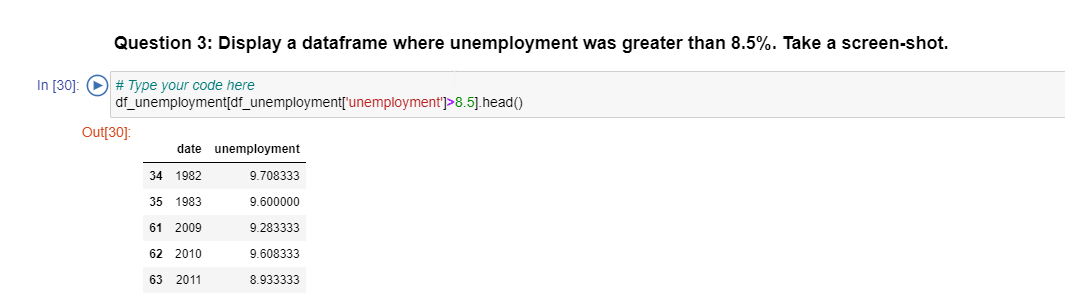 Question 3: Display a dataframe where unemployment was greater than 8.5%. Take a screen-shot.
In [30]:
# Type your code here
df_unemployment[df_unemployment['unemployment']>8.5].head()
Out[30]:
date unemployment
34 1982 9.708333
35 1983 9.600000
61 2009 9.283333
62 2010 9.608333
63 2011 8.933333